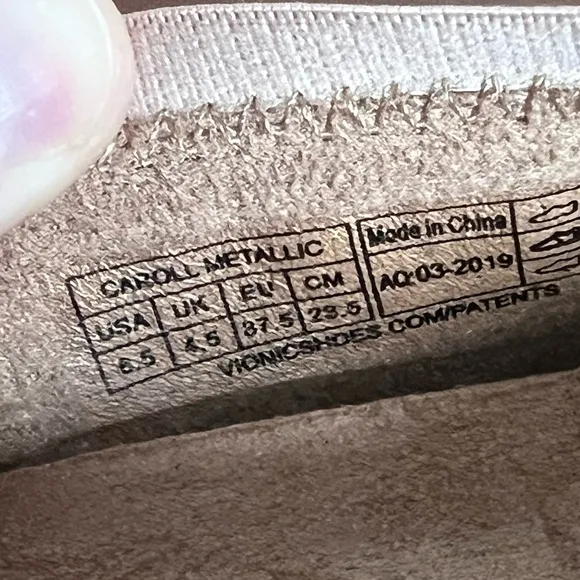 CAROLL METALLIC
USA UK EU CM
6.5 4.5 37.5 23.5
Made in China
AQ:03-2019
VIONICSHOES.COM/PATENTS